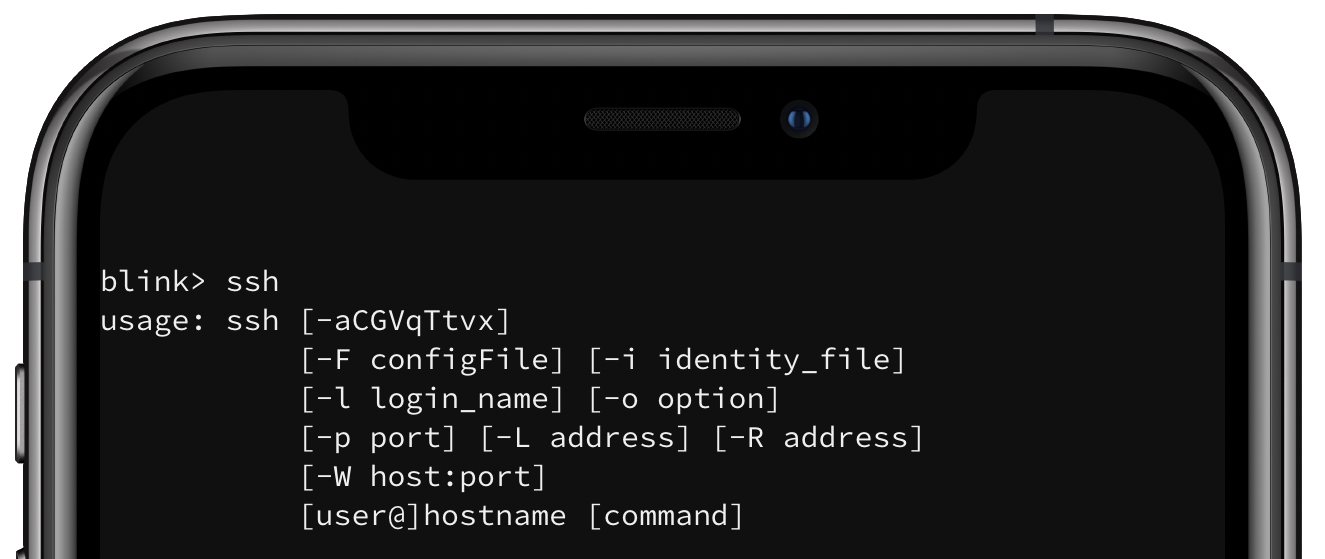 blink> ssh
usage: ssh [-aCGVqTtvx]
[-F configFile] [-i identity_file]
[-l login_name] [-o option]
[-p port] [-L address] [-R address]
[-W host:port]
[user@]hostname [command]